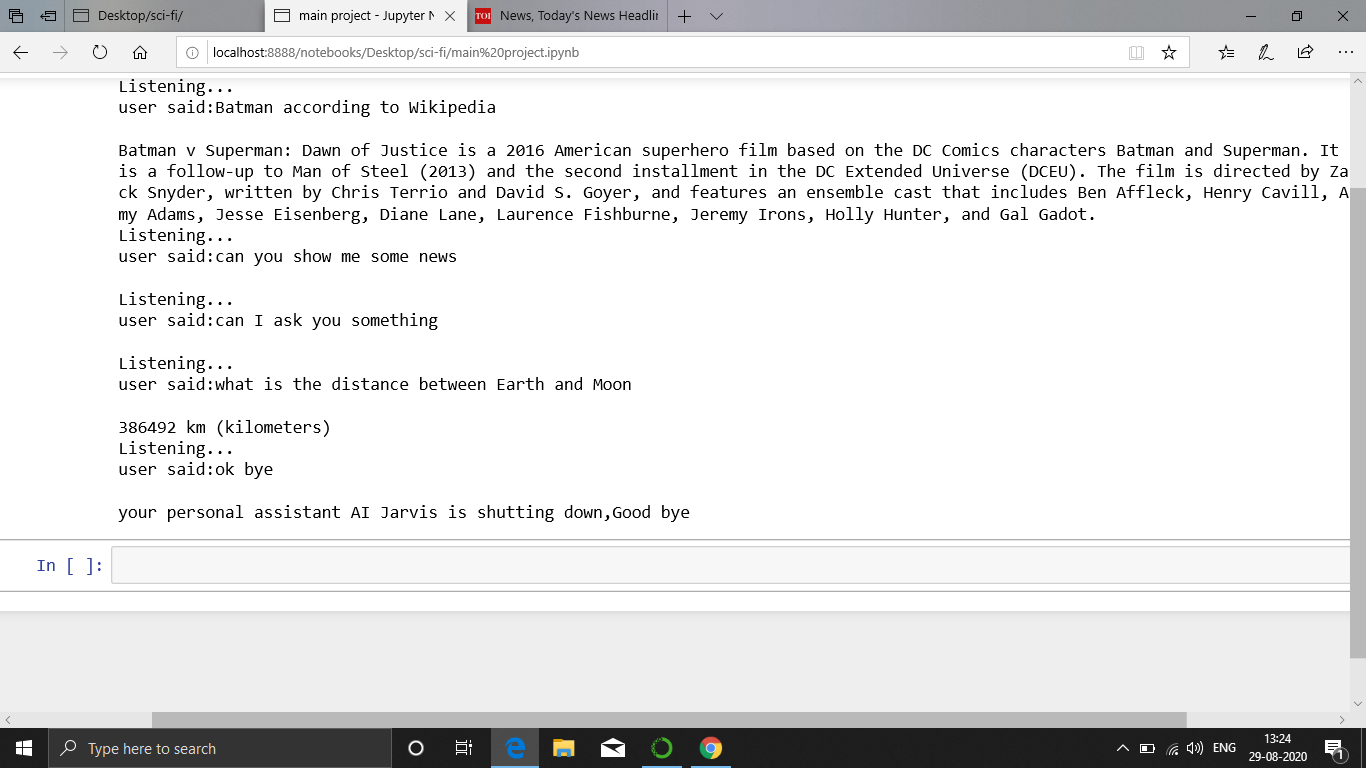 Desktop/sci-fi/
main project - Jupyter N
TOI News, Today's News Headlin
localhost:8888/notebooks/Desktop/sci-fi/main%20project.ipynb
Listening...
user said:Batman according to Wikipedia
Batman v Superman: Dawn of Justice is a 2016 American superhero film based on the DC Comics characters Batman and Superman. It
is a follow-up to Man of Steel (2013) and the second installment in the DC Extended Universe (DCEU). The film is directed by Za
ck Snyder, written by Chris Terrio and David S. Goyer, and features an ensemble cast that includes Ben Affleck, Henry Cavill, A
my Adams, Jesse Eisenberg, Diane Lane, Laurence Fishburne, Jeremy Irons, Holly Hunter, and Gal Gadot.
Listening...
user said:can you show me some news
Listening...
user said:can I ask you something
Listening...
user said:what is the distance between Earth and Moon
386492 km (kilometers)
Listening...
user said:ok bye
your personal assistant AI Jarvis is shutting down,Good bye
In [ ]:
Type here to search
ENG
13:24
29-08-2020
1